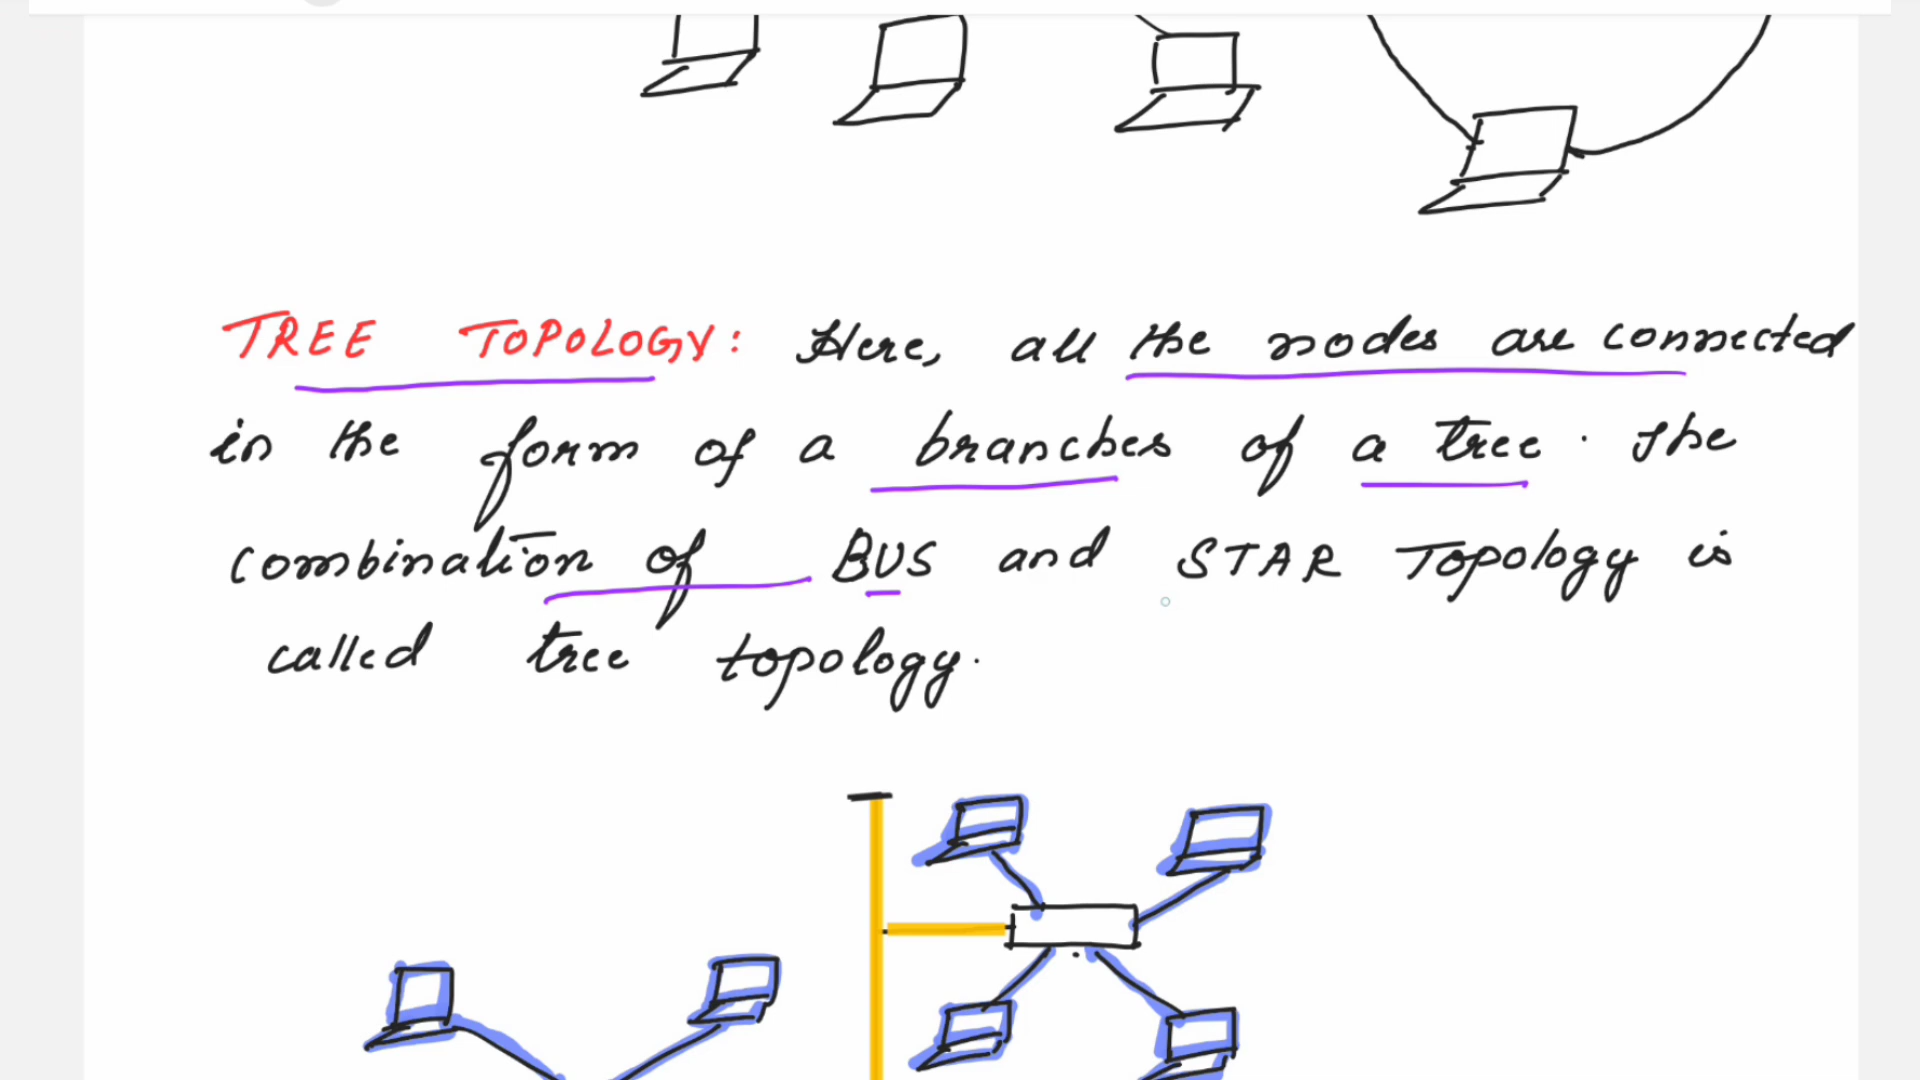 TREE TOPOLOGY: Here, all the nodes are connected
in the form of a branches of a tree. The
combination of BUS and STAR Topology is
called tree topology.